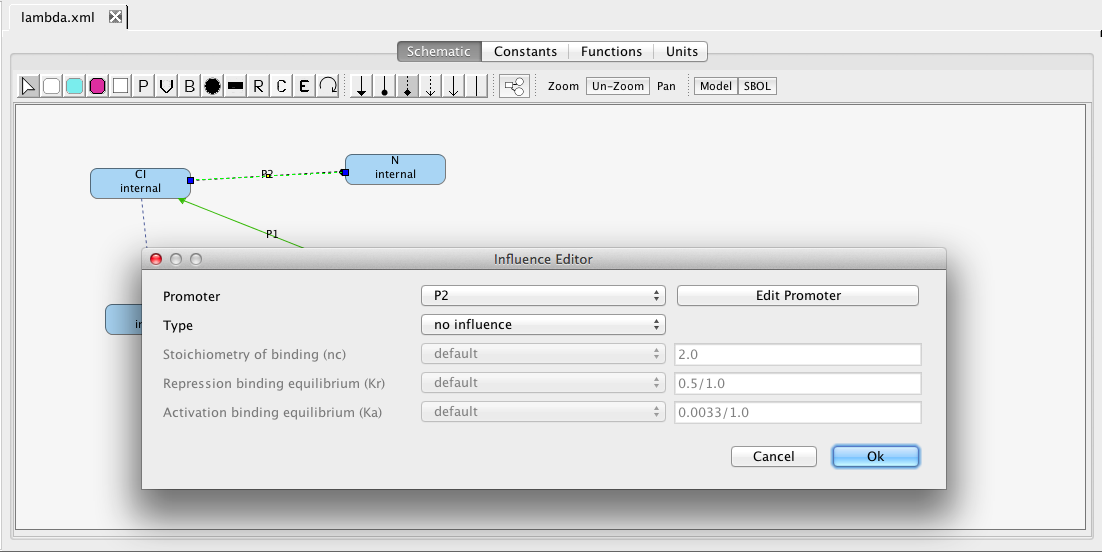 lambda.xml
Schematic Constants Functions Units
P V B R C E Zoom Un-Zoom Pan Model SBOL
CI
internal
P2
N
internal
P1
Influence Editor
Promoter P2 Edit Promoter
Type no influence
Stoichiometry of binding (nc) default 2.0
Repression binding equilibrium (Kr) default 0.5/1.0
Activation binding equilibrium (Ka) default 0.0033/1.0
Cancel Ok